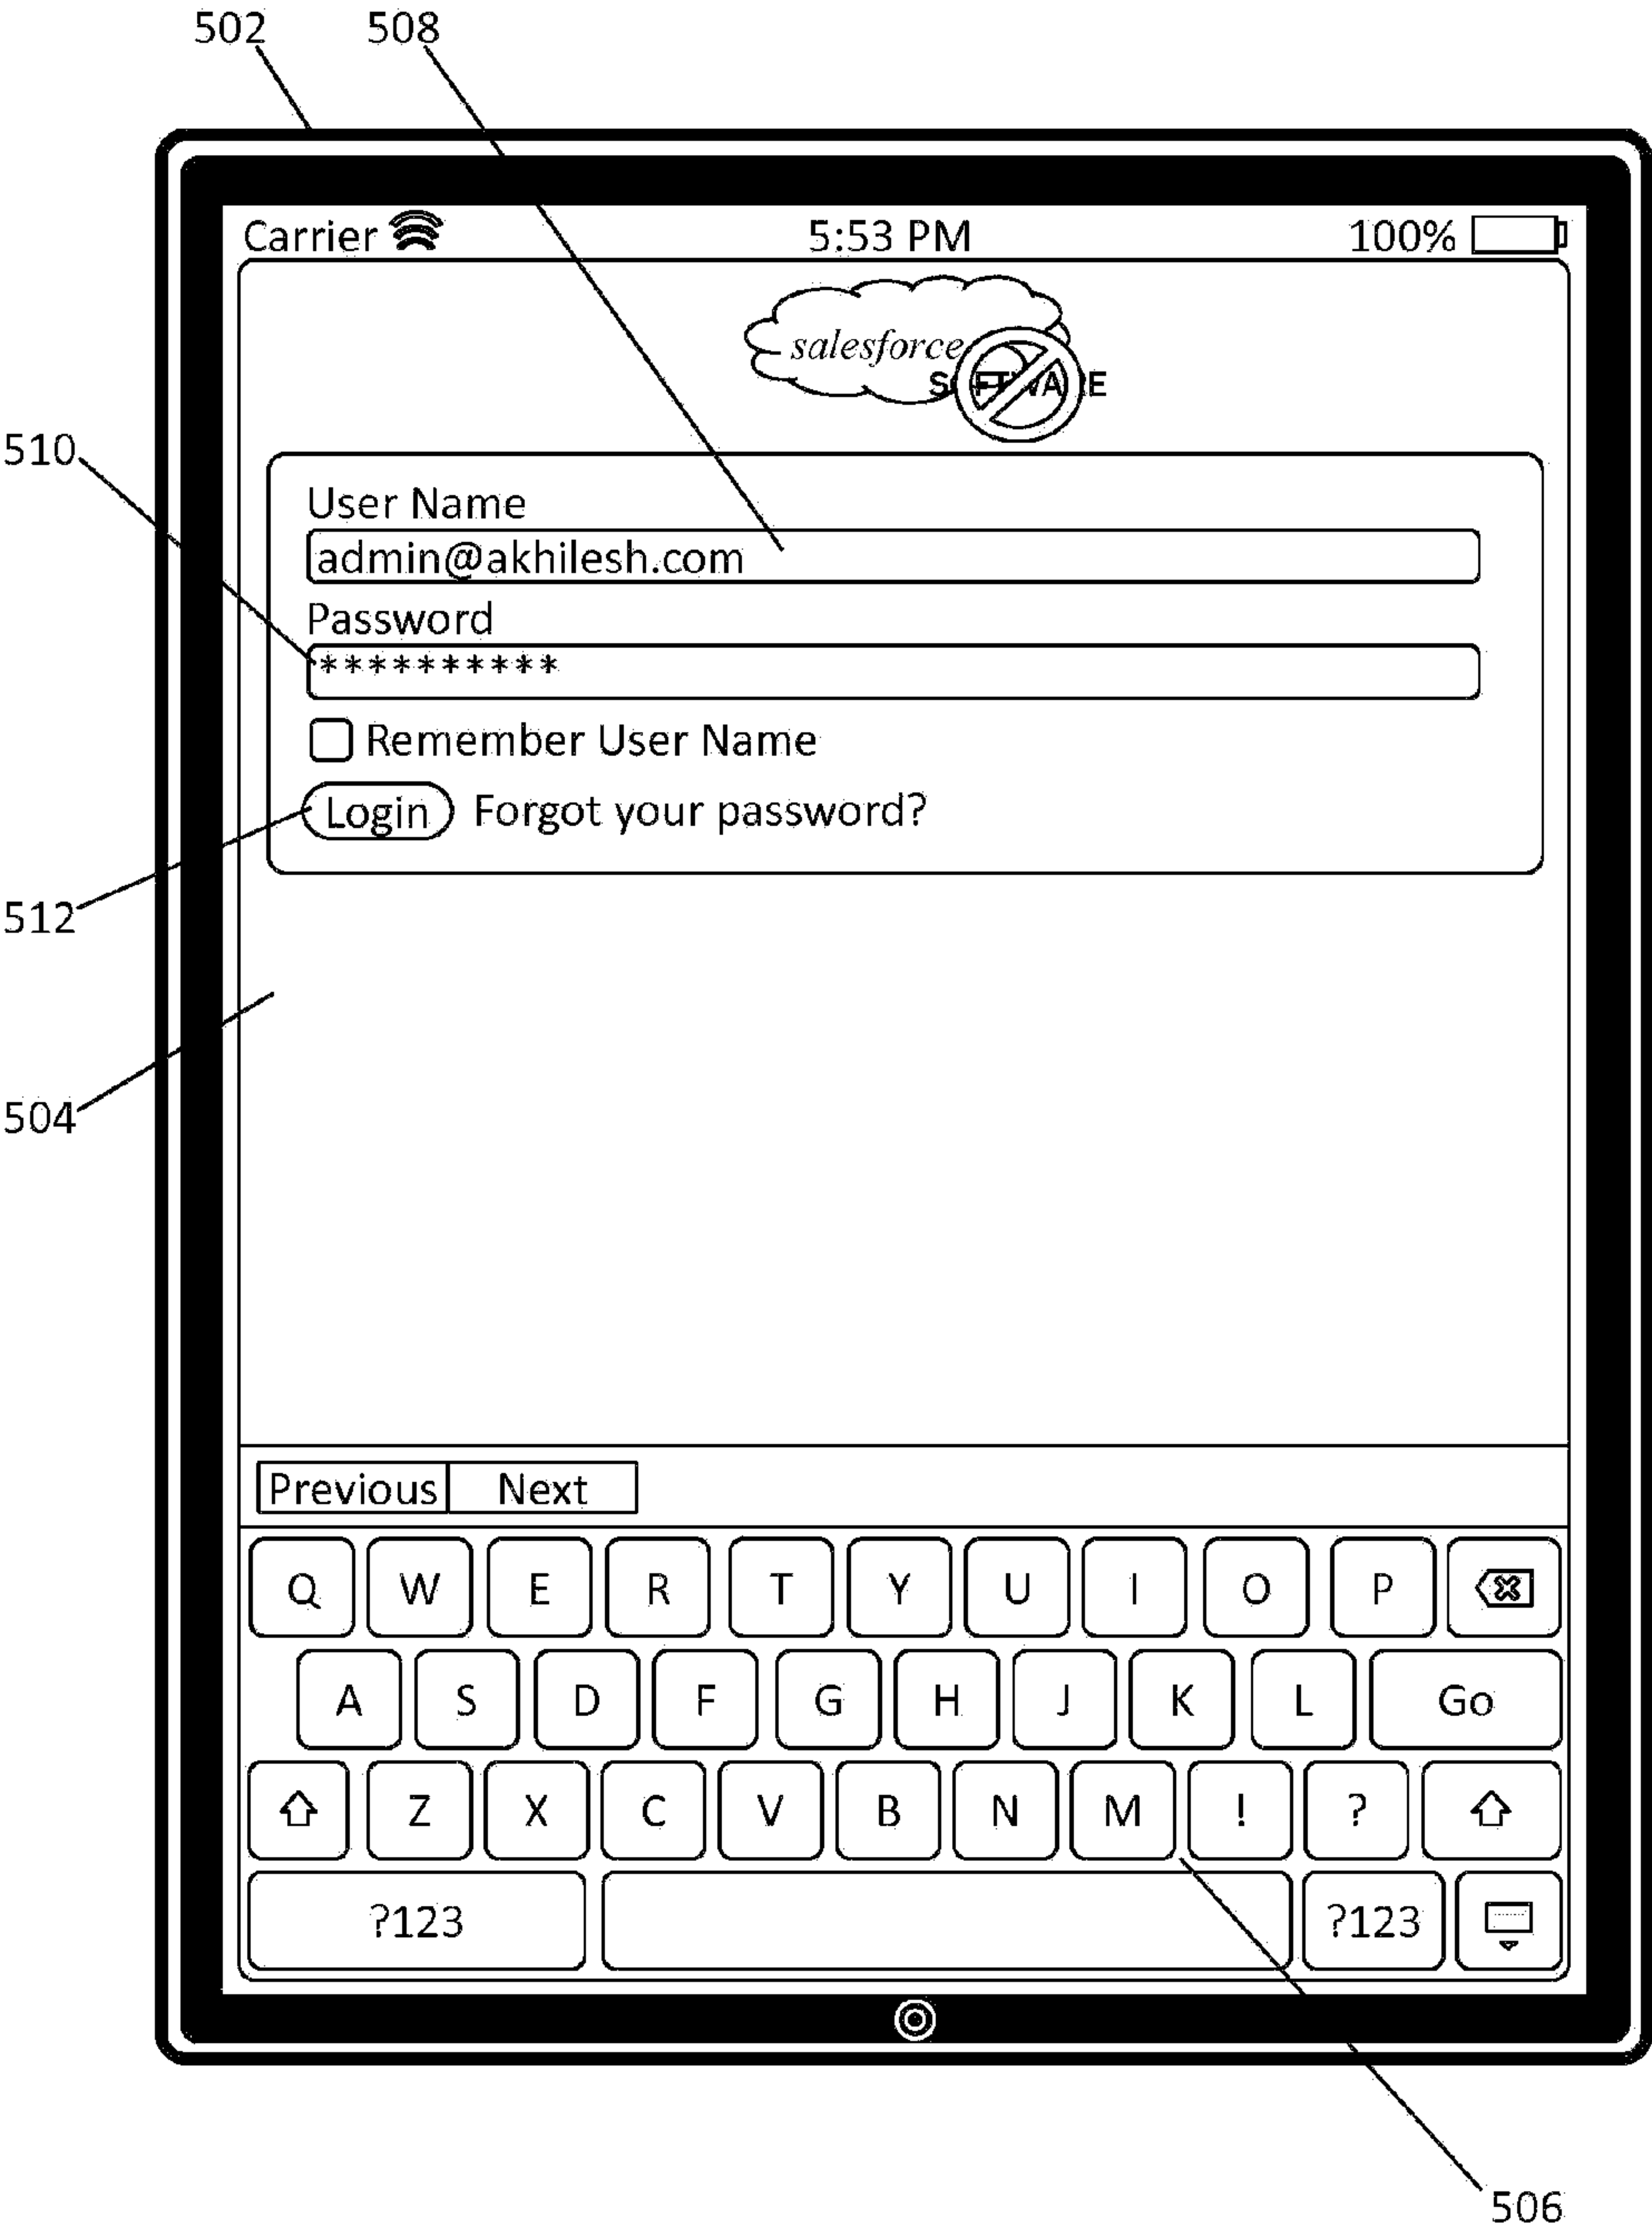 502 508
Carrier 5:53 PM 100%
salesforce
SOFTWARE
510
User Name
admin@akhilesh.com
Password
**********
Remember User Name
Login Forgot your password?
512
504
Previous Next
Q W E R T Y U I O P
A S D F G H J K L Go
Z X C V B N M ! ?
?123 ?123
506